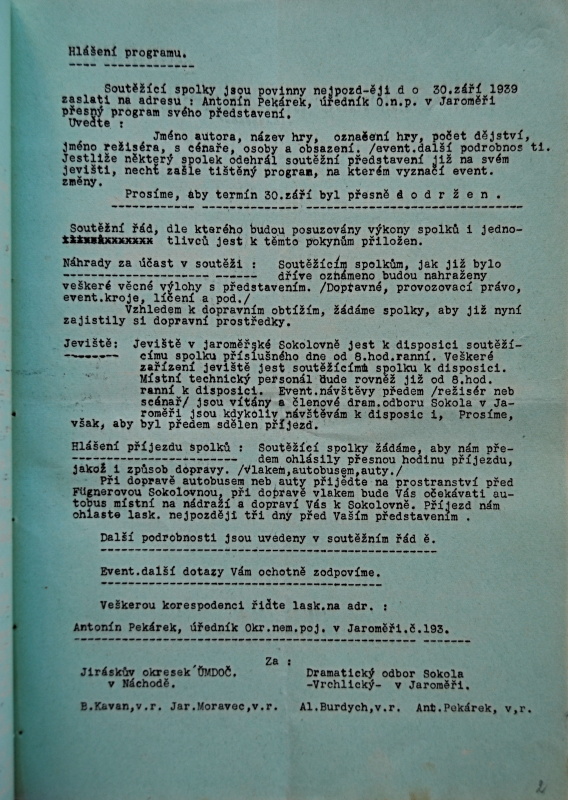 Hlášení programu.
Soutěžící spolky jsou povinny nejpozd-ěji d o 30.září 1939
zaslati na adresu : Antonín Pekárek, úředník O.n.p. v Jaroměři
přesný program svého představení.
Uveďte :
Jméno autora, název hry, označení hry, počet dějství,
jméno režiséra, s cénaře, osoby a obsazení. /event.další podrobnos ti.
Jestliže některý spolek odehrál soutěžní představení již na svém
jevišti, nechť zašle tištěný program, na kterém vyznačí event.
změny.
Prosíme, aby termín 30.září byl přesně d o d r ž e n .
Soutěžní řád, dle kterého budou posuzovány výkony spolků i jedno-
tlivců jest k těmto pokynům přiložen.
Náhrady za účast v soutěži : Soutěžícím spolkům, jak již bylo
dříve oznámeno budou nahraženy
veškeré věcné výlohy s představením. /Dopravné, provozovací právo,
event.kroje, líčení a pod./
Vzhledem k dopravním obtížím, žádáme spolky, aby již nyní
zajistily si dopravní prostředky.
Jeviště: Jeviště v jaroměřské Sokolovně jest k disposici soutěží-
címu spolku příslušného dne od 8.hod.ranní. Veškeré
zařízení jeviště jest soutěžícímu spolku k disposici.
Místní technický personál bude rovněž již od 8.hod.
ranní k disposici. Event.návštěvy předem /režisér neb
scénář/ jsou vítány a členové dram.odboru Sokola v Ja-
roměři jsou kdykoliv návštěvám k disposic i, Prosíme,
však, aby byl předem sdělen příjezd.
Hlášení příjezdu spolků : Soutěžící spolky žádáme, aby nám pře-
dem ohlásily přesnou hodinu příjezdu,
jakož i způsob dopravy. /vlakem,autobusem,auty./
Při dopravě autobusem neb auty přijeďte na prostranství před
Fügnerovou Sokolovnou, při dopravě vlakem bude Vás očekávati au-
tobus místní na nádraží a dopraví Vás k Sokolovně. Příjezd nám
ohlaste lask. nejpozději tři dny před Vaším představením .
Další podrobnosti jsou uvedeny v soutěžním řád ě.
Event.další dotazy Vám ochotně zodpovíme.
Veškerou korespodenci řiďte lask.na adr. :
Antonín Pekárek, úředník Okr.nem.poj. v Jaroměři.č.193.
Za :
Jiráskův okresek ÚMDOČ. Dramatický odbor Sokola
v Náchodě. -Vrchlický- v Jaroměři.
B.Kavan,v.r. Jar.Moravec,v.r. Al.Burdych,v.r. Ant.Pekárek, v,r.
2